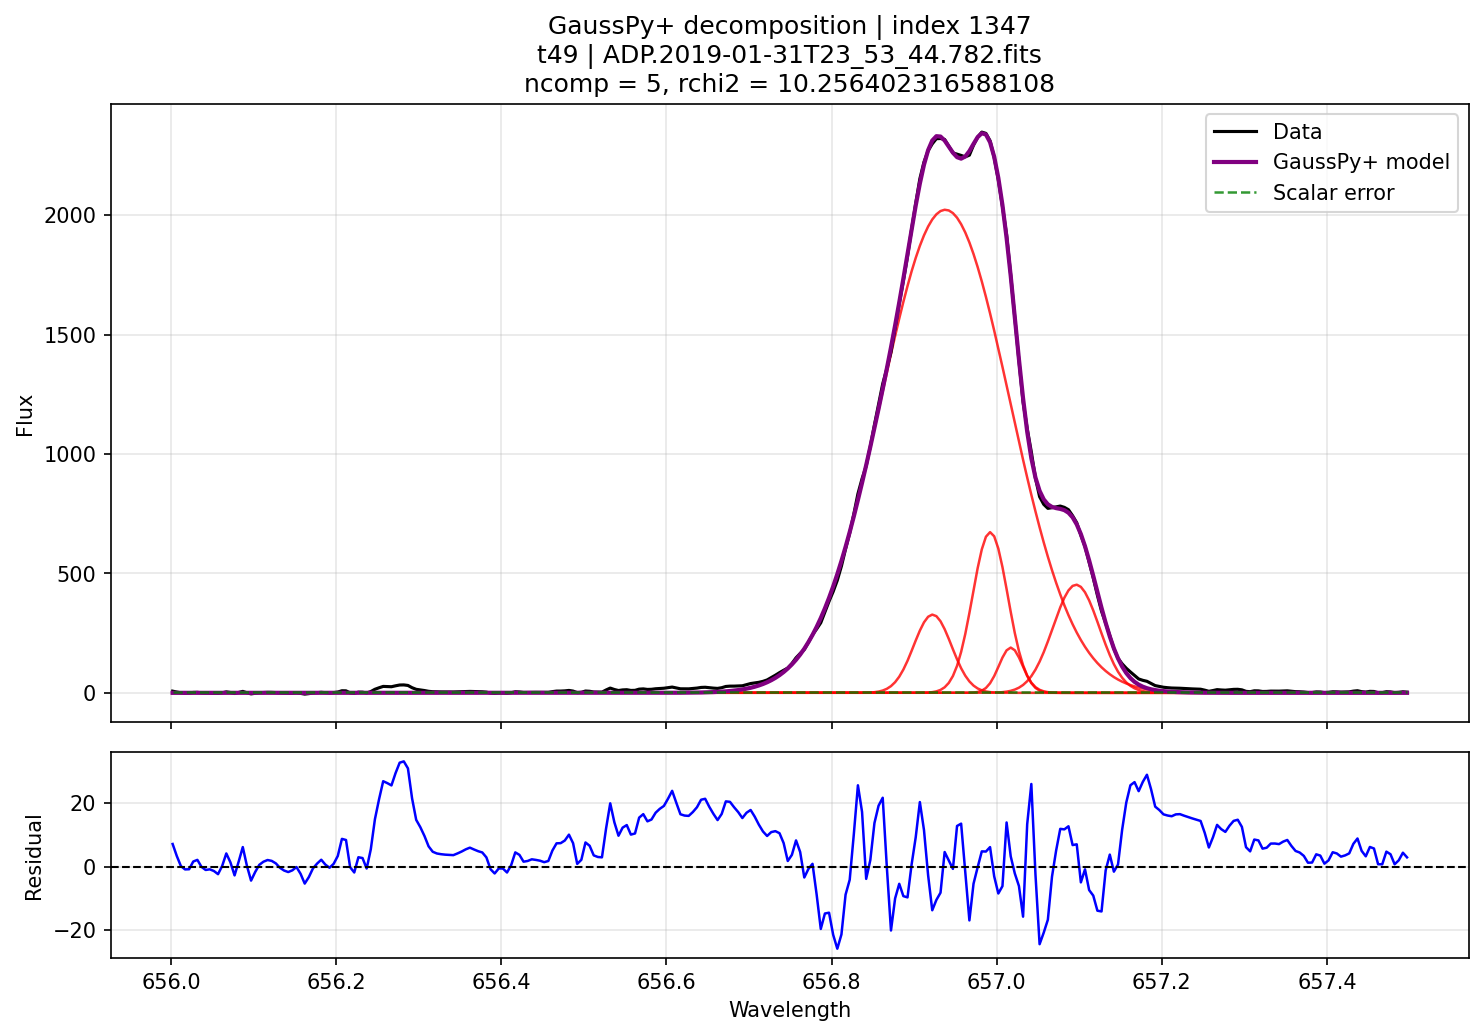 GaussPy+ decomposition | index 1347
t49 | ADP.2019-01-31T23_53_44.782.fits
ncomp = 5, rchi2 = 10.256402316588108
Data
GaussPy+ model
Scalar error
Flux
2000
1500
1000
500
0
Residual
20
0
−20
656.0 656.2 656.4 656.6 656.8 657.0 657.2 657.4
Wavelength